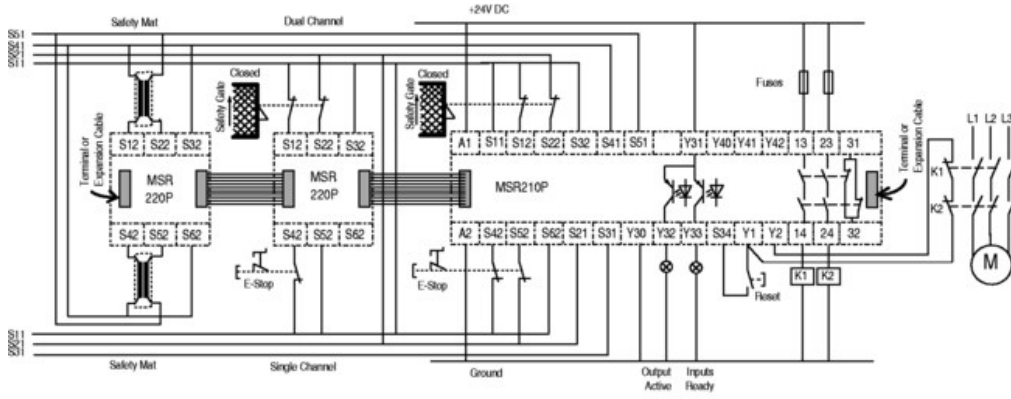 +24V DC
Safety Mat
Dual Channel
S51
S41
S21
S11
Closed
Safety Gate
Closed
Safety Gate
Fuses
L1 L2 L3
Terminal or
Expansion Cable
S12 S22 S32
S12 S22 S32
A1 S11 S12 S22 S32 S41 S51 Y31 Y40 Y41 Y42 13 23 31
Terminal or
Expansion Cable
K1
MSR
220P
MSR
220P
MSR210P
K2
S42 S52 S62
S42 S52 S62
A2 S42 S52 S62 S21 S31 Y30 Y32 Y33 S34 Y1 Y2 14 24 32
M
E-Stop
E-Stop
K1 K2
Reset
S11
S21
S31
Safety Mat
Single Channel
Ground
Output
Active
Inputs
Ready